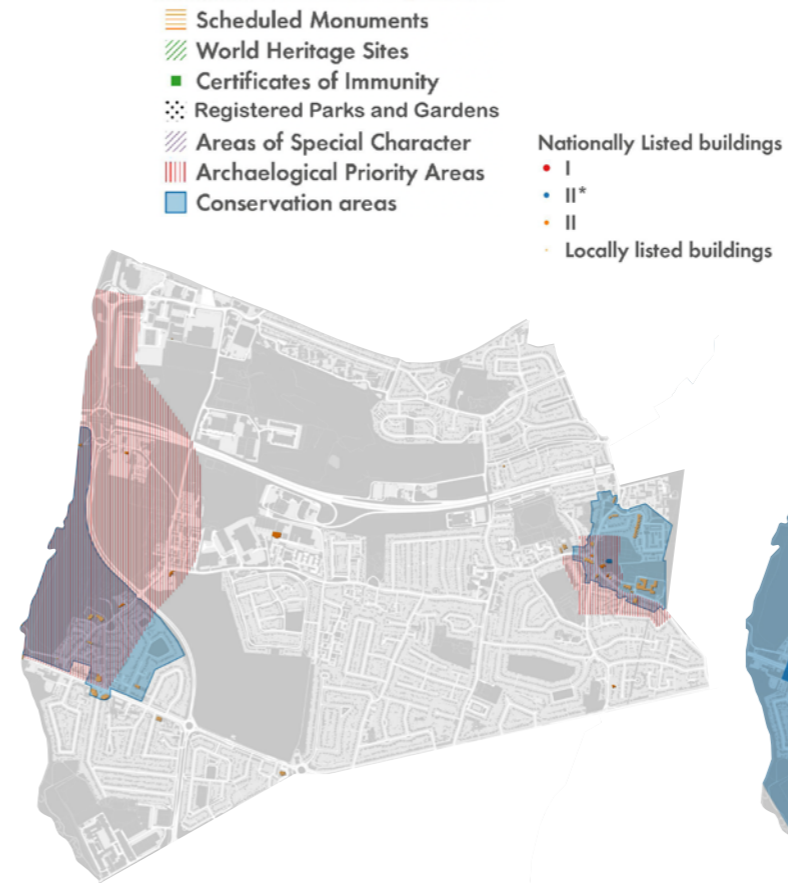 Scheduled Monuments
World Heritage Sites
Certificates of Immunity
Registered Parks and Gardens
Areas of Special Character
Archaelogical Priority Areas
Conservation areas
Nationally Listed buildings
I
II*
II
Locally listed buildings